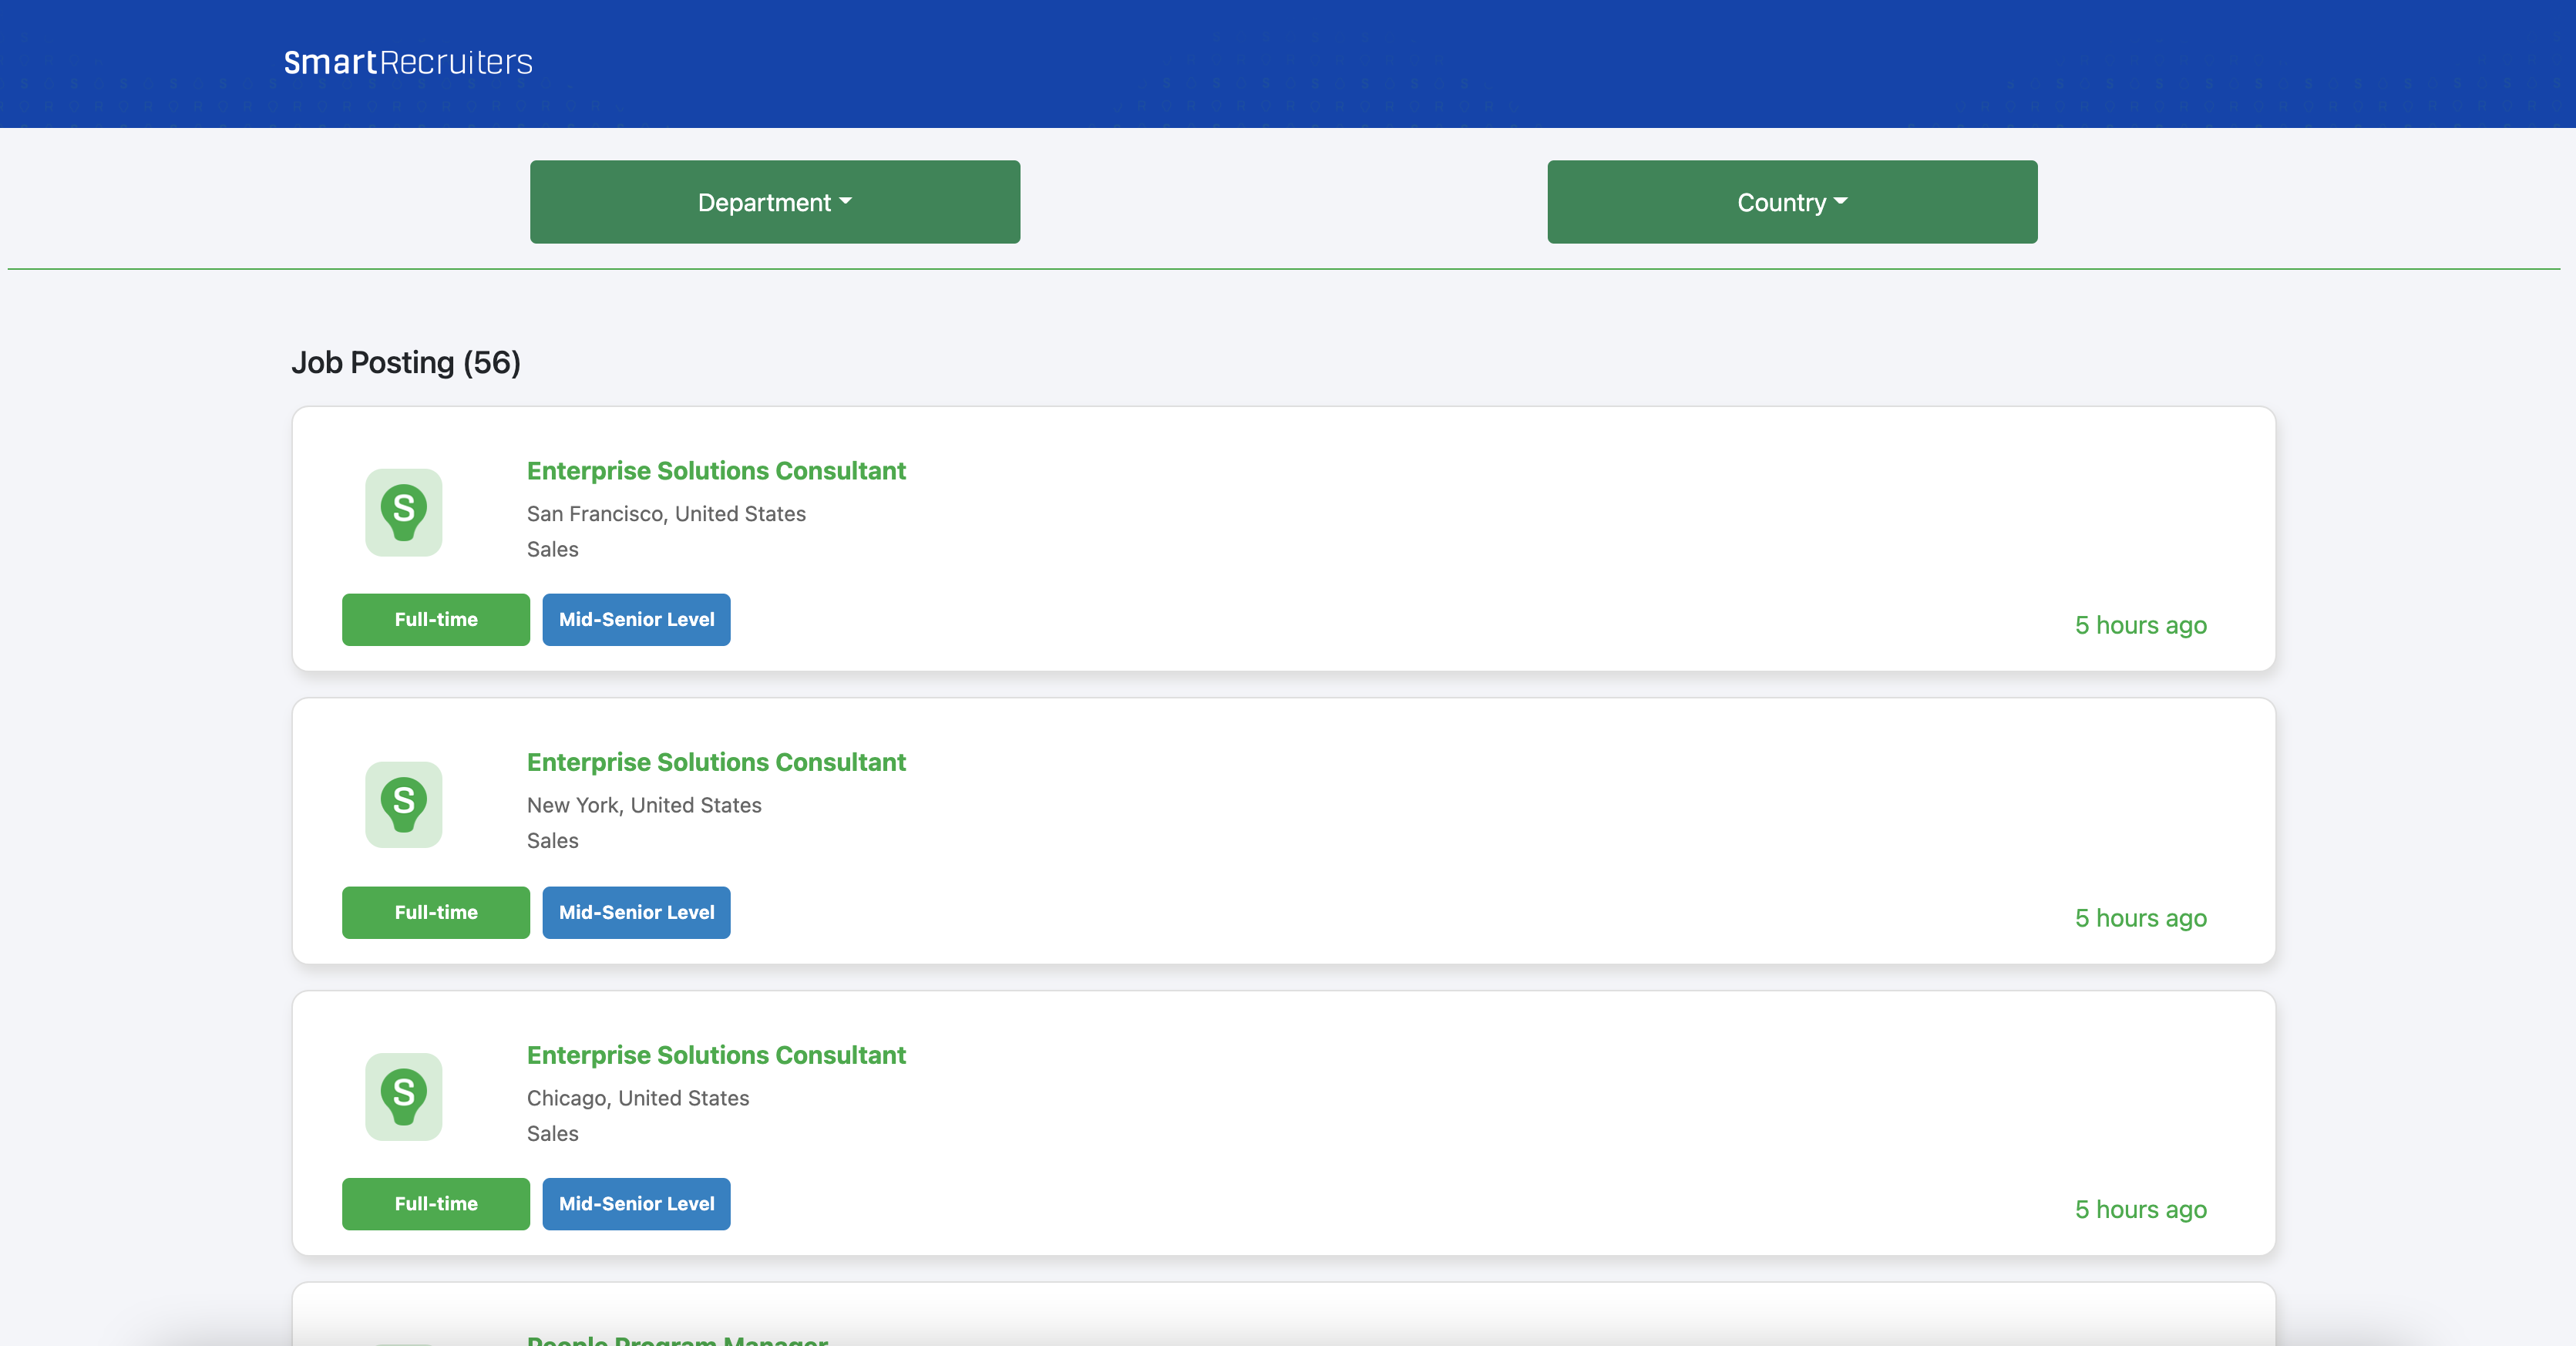 SmartRecruiters
Department
Country
Job Posting (56)
Enterprise Solutions Consultant
S
San Francisco, United States
Sales
Full-time
Mid-Senior Level
5 hours ago
Enterprise Solutions Consultant
S
New York, United States
Sales
Full-time
Mid-Senior Level
5 hours ago
Enterprise Solutions Consultant
S
Chicago, United States
Sales
Full-time
Mid-Senior Level
5 hours ago
People Program Manager